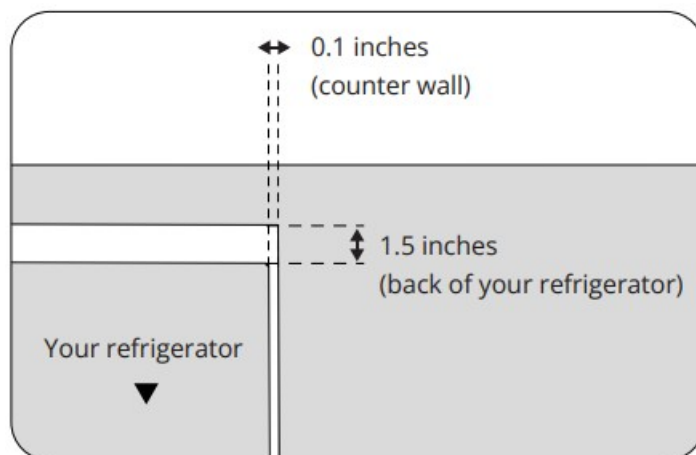 0.1 inches
(counter wall)
1.5 inches
(back of your refrigerator)
Your refrigerator